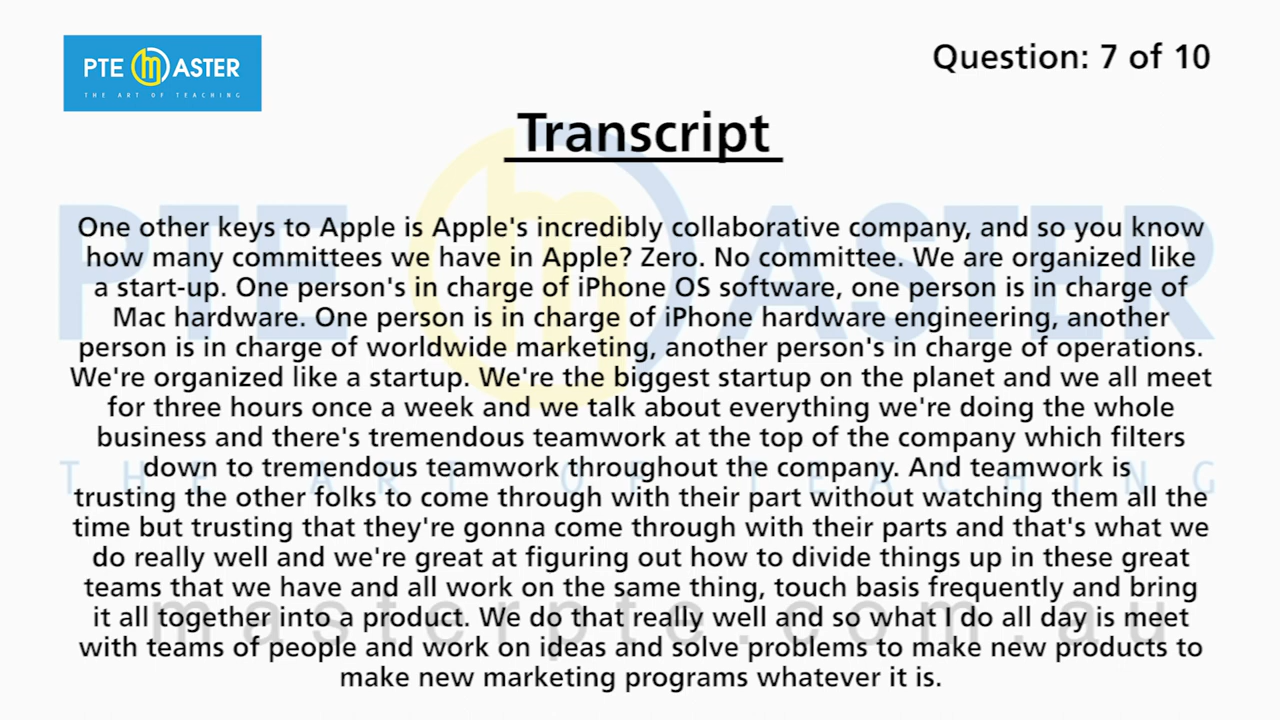 PTE MASTER
THE ART OF TEACHING
Question: 7 of 10
Transcript
One other keys to Apple is Apple's incredibly collaborative company, and so you know
how many committees we have in Apple? Zero. No committee. We are organized like
a start-up. One person's in charge of iPhone OS software, one person is in charge of
Mac hardware. One person is in charge of iPhone hardware engineering, another
person is in charge of worldwide marketing, another person's in charge of operations.
We're organized like a startup. We're the biggest startup on the planet and we all meet
for three hours once a week and we talk about everything we're doing the whole
business and there's tremendous teamwork at the top of the company which filters
down to tremendous teamwork throughout the company. And teamwork is
trusting the other folks to come through with their part without watching them all the
time but trusting that they're gonna come through with their parts and that's what we
do really well and we're great at figuring out how to divide things up in these great
teams that we have and all work on the same thing, touch basis frequently and bring
it all together into a product. We do that really well and so what I do all day is meet
with teams of people and work on ideas and solve problems to make new products to
make new marketing programs whatever it is.
PTE MASTER
THE ART OF TEACHING
masterpte.com.au